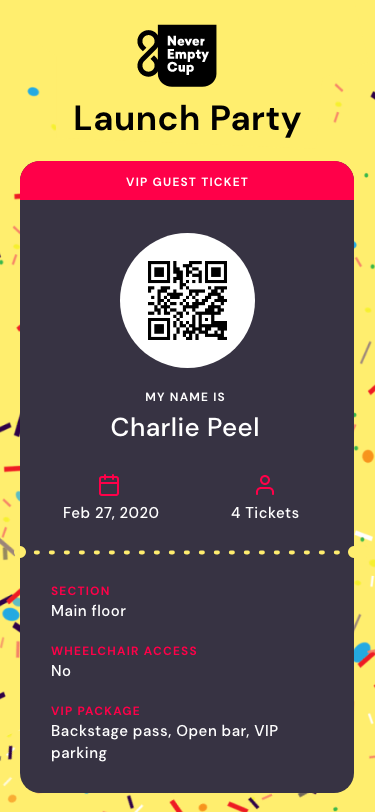 Never
Empty
Cup
Launch Party
VIP GUEST TICKET
MY NAME IS
Charlie Peel
Feb 27, 2020
4 Tickets
SECTION
Main floor
WHEELCHAIR ACCESS
No
VIP PACKAGE
Backstage pass, Open bar, VIP
parking